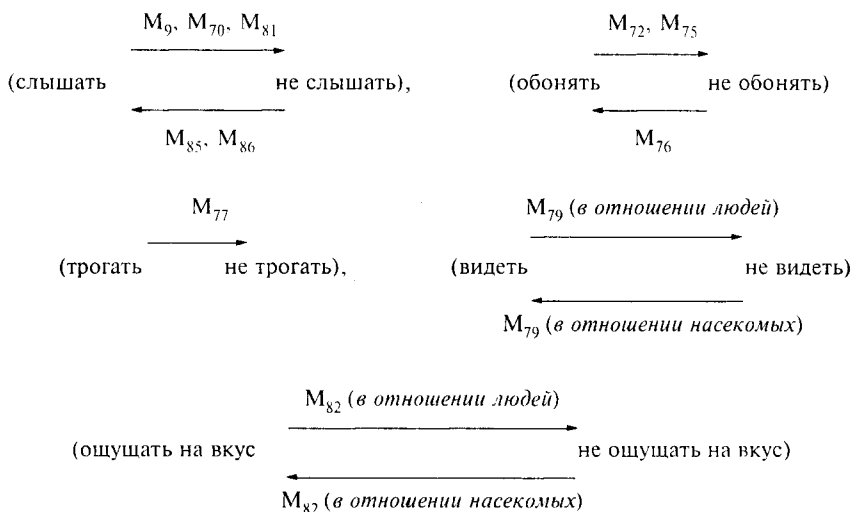 M₉, M₇₀, M₈₁ M₇₂, M₇₅
(слышать не слышать), (обонять не обонять)
M₈₅, M₈₆ M₇₆
M₇₇ M₇₉ (в отношении людей)
(трогать не трогать), (видеть не видеть)
M₇₉ (в отношении насекомых)
M₈₂ (в отношении людей)
(ощущать на вкус не ощущать на вкус)
M₈₂ (в отношении насекомых)